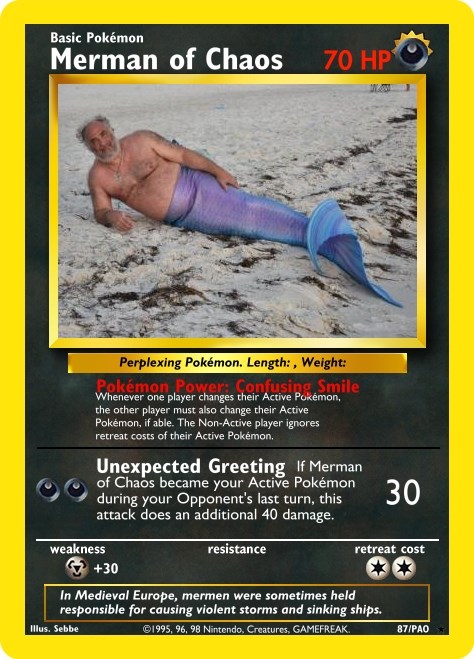 Basic Pokémon
Merman of Chaos 70 HP
Perplexing Pokémon. Length: , Weight:
Pokémon Power: Confusing Smile
Whenever one player changes their Active Pokémon,
the other player must also change their Active
Pokémon, if able. The Non-Active player ignores
retreat costs of their Active Pokémon.
Unexpected Greeting If Merman
of Chaos became your Active Pokémon
during your Opponent's last turn, this
attack does an additional 40 damage.
30
weakness resistance retreat cost
+30
In Medieval Europe, mermen were sometimes held
responsible for causing violent storms and sinking ships.
Illus. Sebbe ©1995, 96, 98 Nintendo, Creatures, GAMEFREAK. 87/PAO